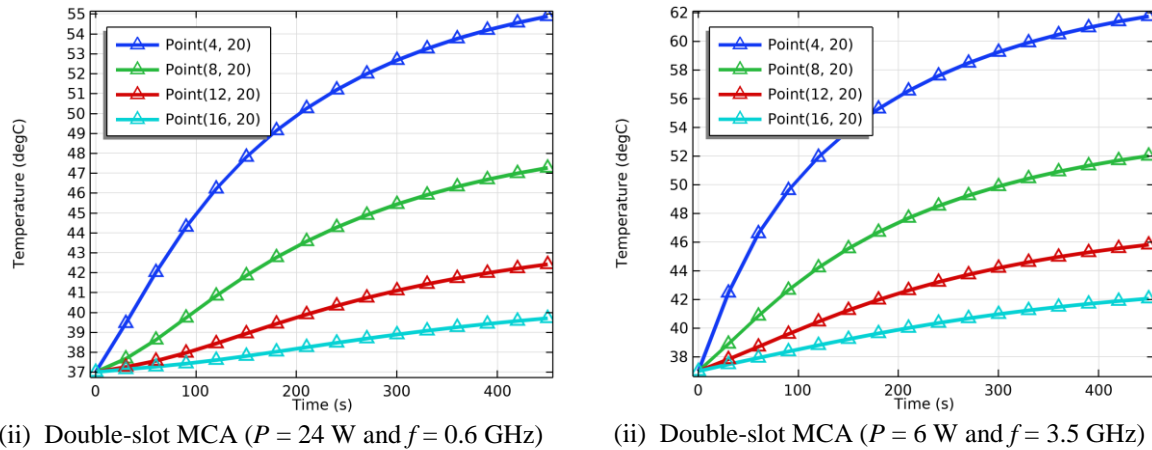 55
54
53
52
51
50
49
48
47
46
45
44
43
42
41
40
39
38
37
Temperature (degC)
Point(4, 20)
Point(8, 20)
Point(12, 20)
Point(16, 20)
0 100 200 300 400
Time (s)
(ii) Double-slot MCA (P = 24 W and f = 0.6 GHz)
62
60
58
56
54
52
50
48
46
44
42
40
38
Temperature (degC)
Point(4, 20)
Point(8, 20)
Point(12, 20)
Point(16, 20)
0 100 200 300 400
Time (s)
(ii) Double-slot MCA (P = 6 W and f = 3.5 GHz)